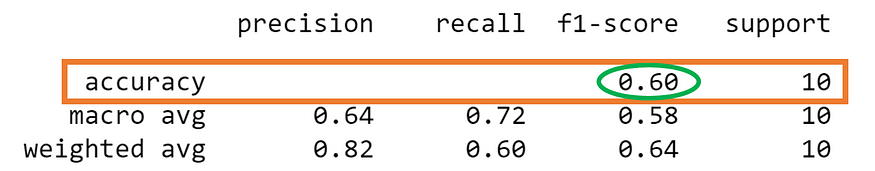 precision recall f1-score support
accuracy 0.60 10
macro avg 0.64 0.72 0.58 10
weighted avg 0.82 0.60 0.64 10